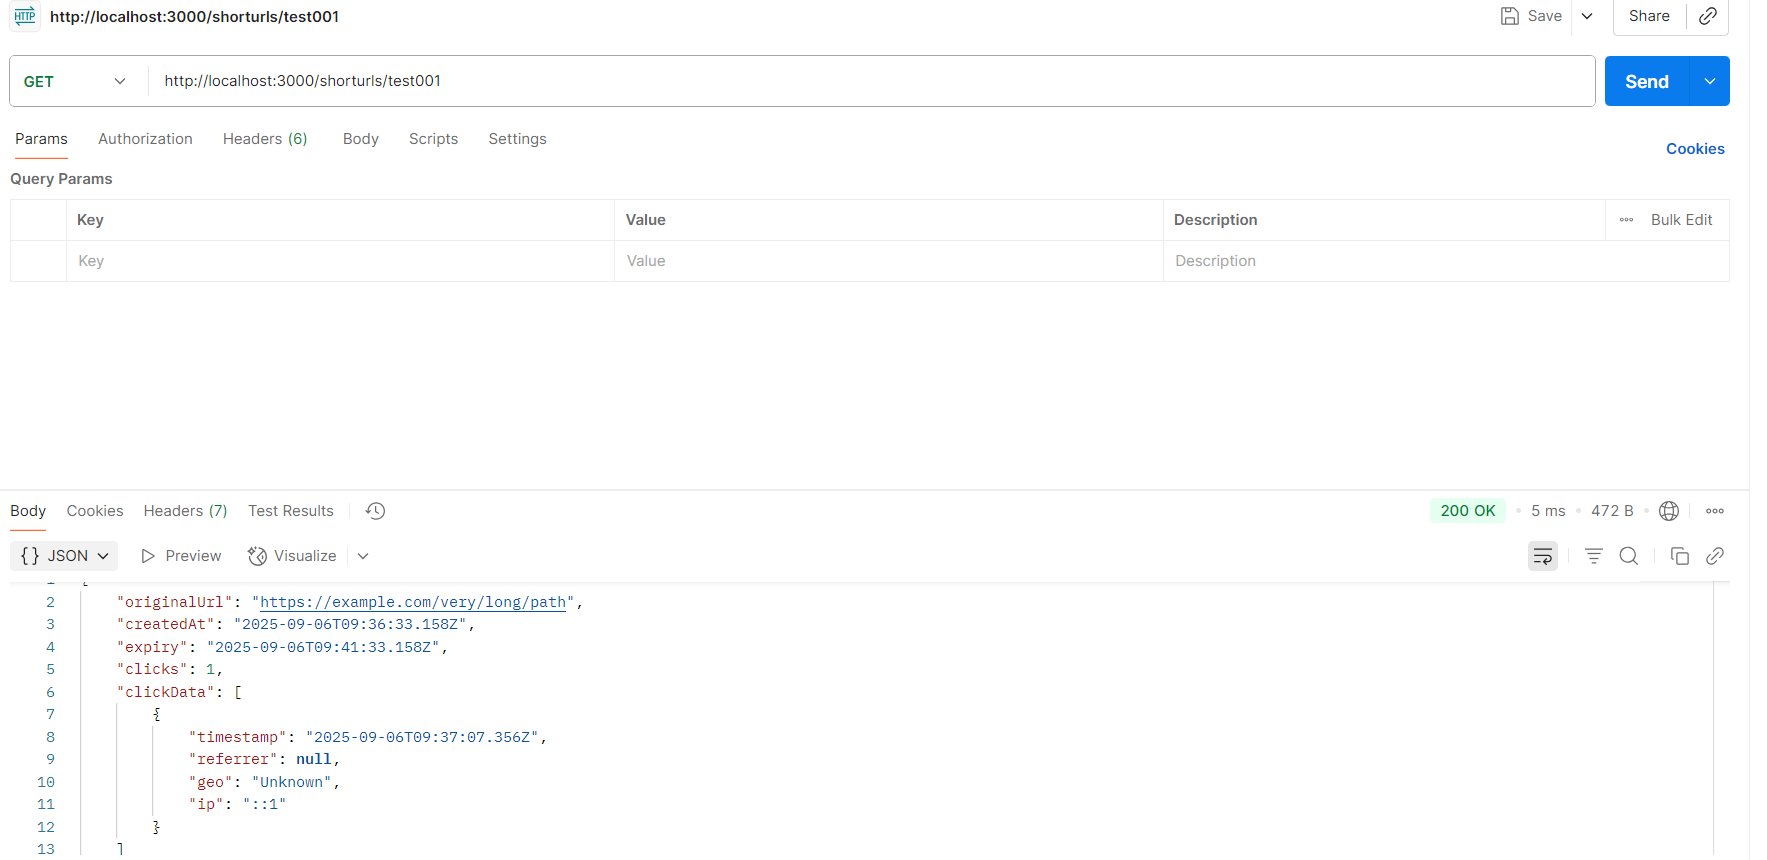 HTTP http://localhost:3000/shorturls/test001 Save Share
GET http://localhost:3000/shorturls/test001 Send
Params Authorization Headers (6) Body Scripts Settings Cookies
Query Params
Key Value Description Bulk Edit
Key Value Description
Body Cookies Headers (7) Test Results 200 OK 5 ms 472 B
{} JSON Preview Visualize
2 "originalUrl": "https://example.com/very/long/path",
3 "createdAt": "2025-09-06T09:36:33.158Z",
4 "expiry": "2025-09-06T09:41:33.158Z",
5 "clicks": 1,
6 "clickData": [
7 {
8 "timestamp": "2025-09-06T09:37:07.356Z",
9 "referrer": null,
10 "geo": "Unknown",
11 "ip": "::1"
12 }
13 ]